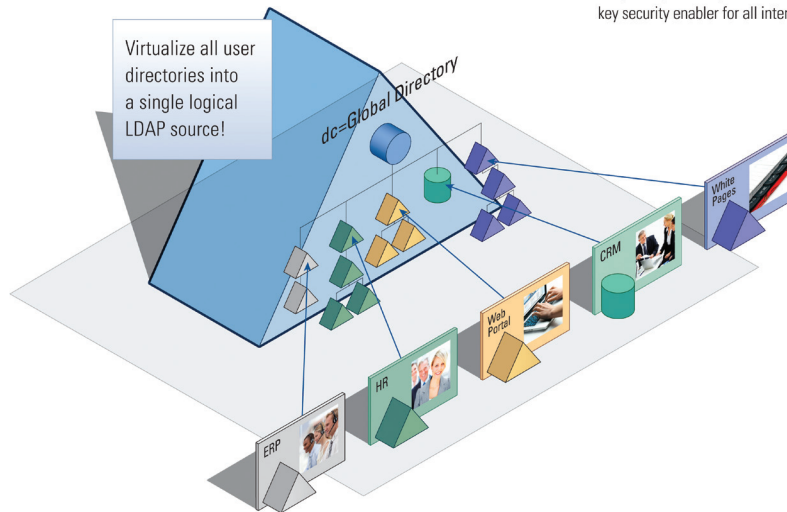 key security enabler for all inter
Virtualize all user
directories into
a single logical
LDAP source!
dc=Global Directory
White
Pages
CRM
Web
Portal
HR
ERP